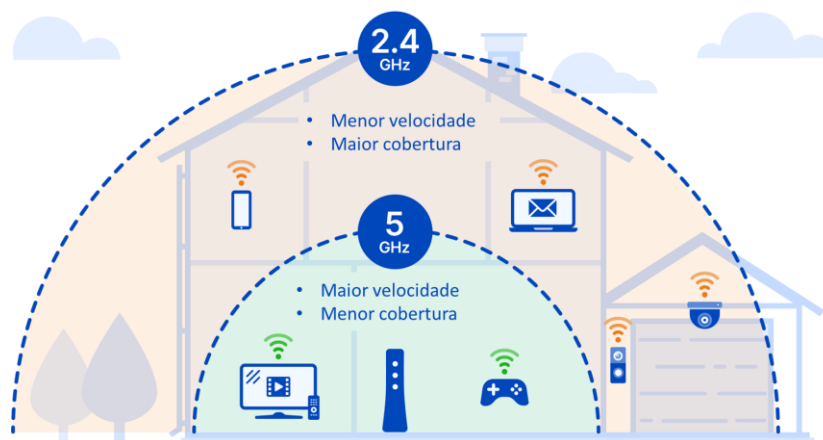 2.4
GHz
• Menor velocidade
• Maior cobertura
5
GHz
• Maior velocidade
• Menor cobertura